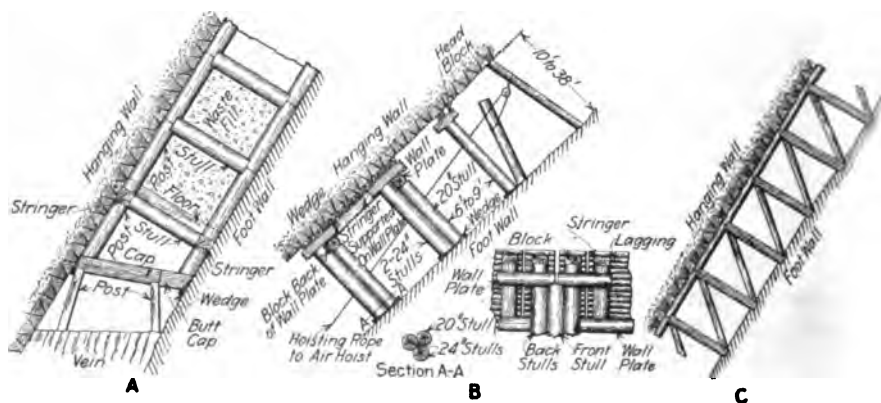 Hanging Wall
Stringer
Waste
Fill
Post
Stull
Floor
Post
Stull
Cap
Post
Foot Wall
Stringer
Wedge
Butt
Cap
Vein
A
Head
Block
10' to 38'
Hanging Wall
Wedge
Wall
Plate
Stringer
Supported
On Wall Plate
20" Stull
6' to 9'
Wedge
Foot Wall
2-24"
Stulls
Block Back
of Wall Plate
A
A
Hoisting Rope
to Air Hoist
20" Stull
24" Stulls
Section A-A
B
Stringer
Block
Lagging
Wall
Plate
Back
Stulls
Front
Stull
Wall
Plate
Hanging Wall
Foot Wall
C